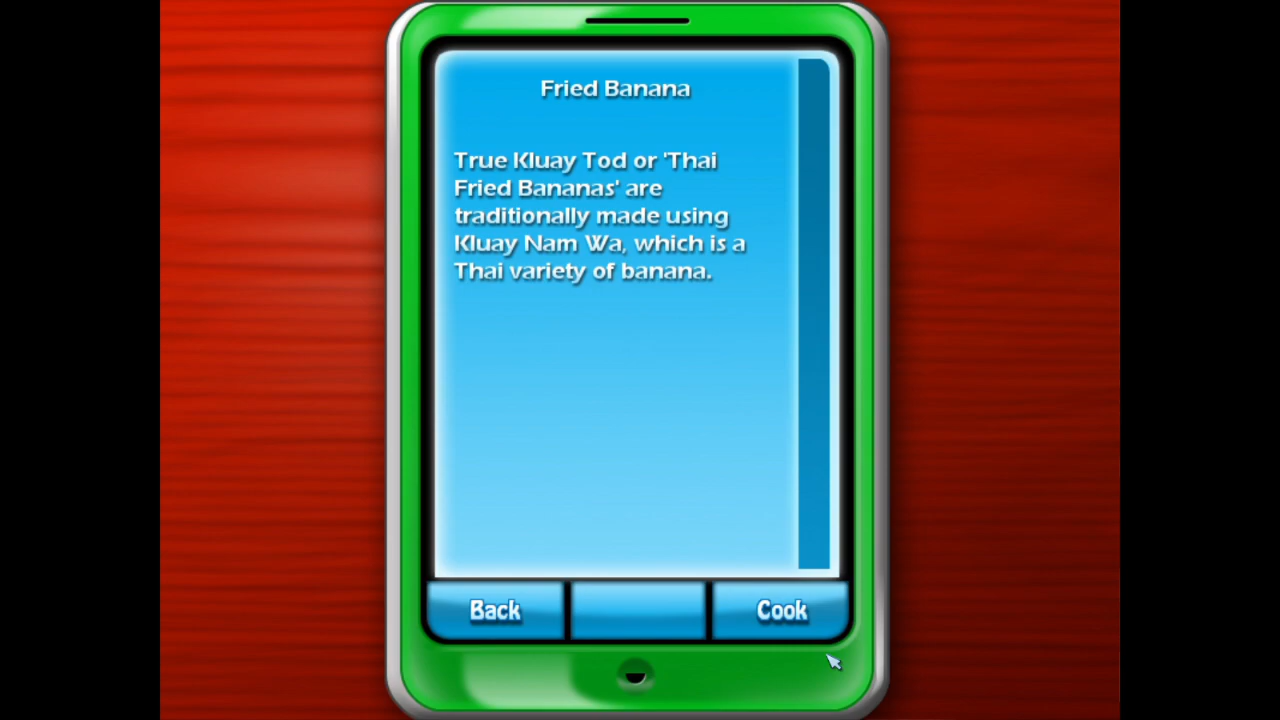 Fried Banana
True Kluay Tod or 'Thai
Fried Bananas' are
traditionally made using
Kluay Nam Wa, which is a
Thai variety of banana.
Back
Cook